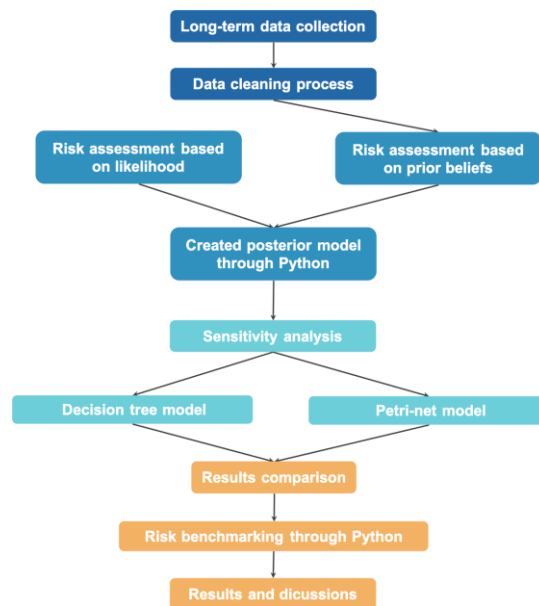 Long-term data collection
Data cleaning process
Risk assessment based
on likelihood
Risk assessment based
on prior beliefs
Created posterior model
through Python
Sensitivity analysis
Decision tree model
Petri-net model
Results comparison
Risk benchmarking through Python
Results and dicussions